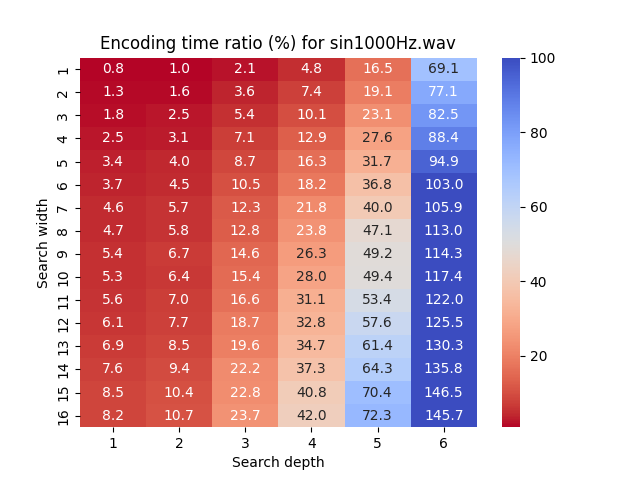 Encoding time ratio (%) for sin1000Hz.wav
1 0.8 1.0 2.1 4.8 16.5 69.1
2 1.3 1.6 3.6 7.4 19.1 77.1
3 1.8 2.5 5.4 10.1 23.1 82.5
4 2.5 3.1 7.1 12.9 27.6 88.4
5 3.4 4.0 8.7 16.3 31.7 94.9
6 3.7 4.5 10.5 18.2 36.8 103.0
7 4.6 5.7 12.3 21.8 40.0 105.9
8 4.7 5.8 12.8 23.8 47.1 113.0
9 5.4 6.7 14.6 26.3 49.2 114.3
10 5.3 6.4 15.4 28.0 49.4 117.4
11 5.6 7.0 16.6 31.1 53.4 122.0
12 6.1 7.7 18.7 32.8 57.6 125.5
13 6.9 8.5 19.6 34.7 61.4 130.3
14 7.6 9.4 22.2 37.3 64.3 135.8
15 8.5 10.4 22.8 40.8 70.4 146.5
16 8.2 10.7 23.7 42.0 72.3 145.7
1 2 3 4 5 6
Search depth
Search width
100
80
60
40
20